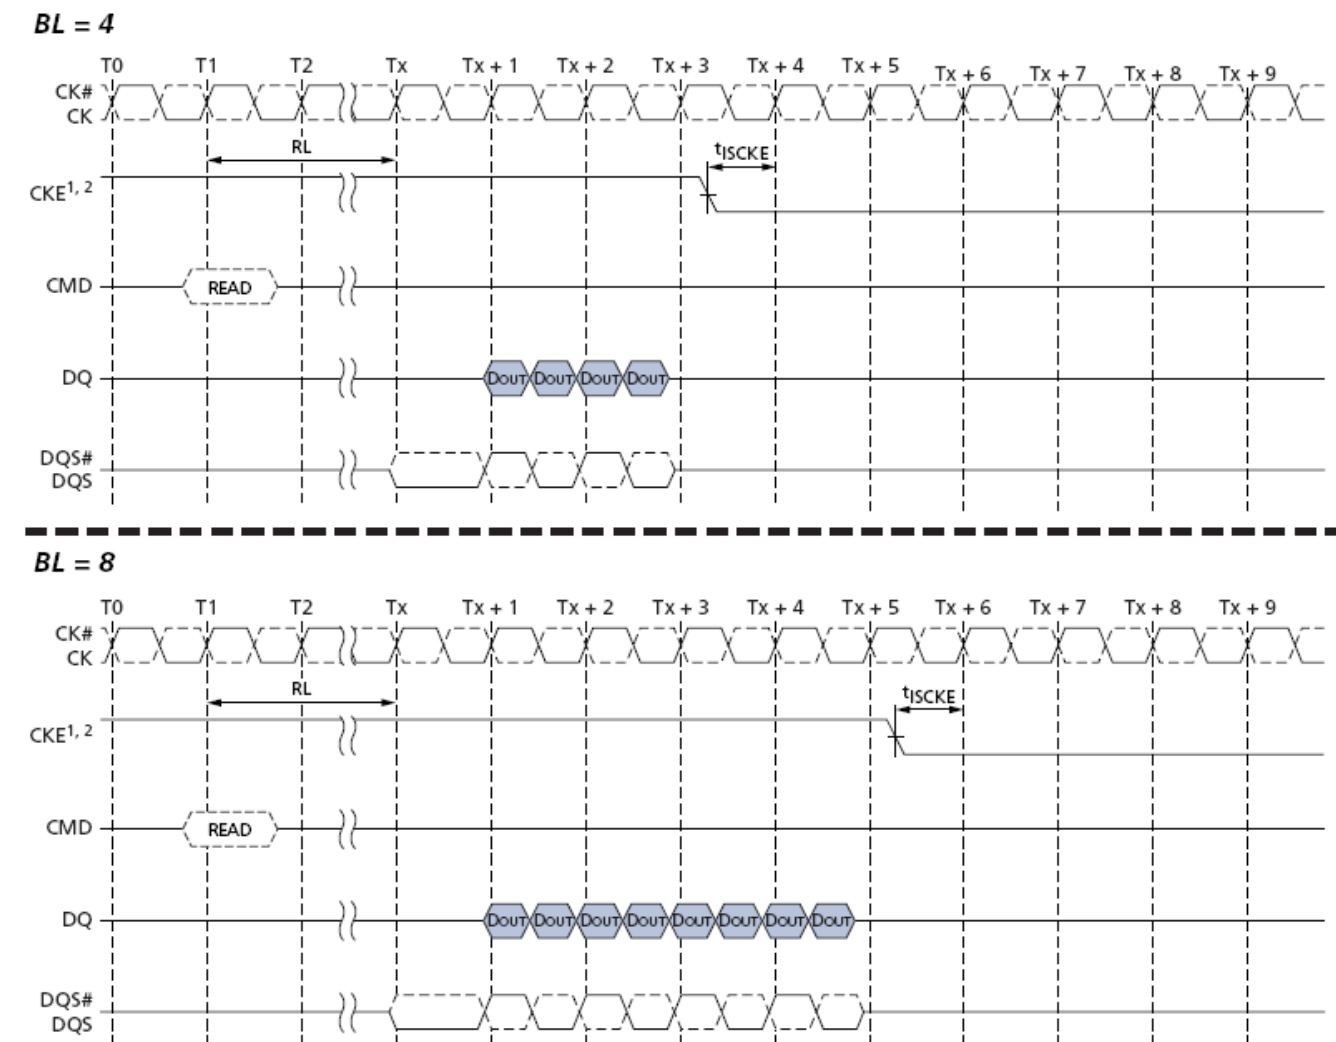 BL = 4
T0 T1 T2 Tx Tx + 1 Tx + 2 Tx + 3 Tx + 4 Tx + 5 Tx + 6 Tx + 7 Tx + 8 Tx + 9
CK#
CK
RL tISCKE
CKE1, 2
CMD READ
DQ DOUT DOUT DOUT DOUT
DQS#
DQS
BL = 8
T0 T1 T2 Tx Tx + 1 Tx + 2 Tx + 3 Tx + 4 Tx + 5 Tx + 6 Tx + 7 Tx + 8 Tx + 9
CK#
CK
RL tISCKE
CKE1, 2
CMD READ
DQ DOUT DOUT DOUT DOUT DOUT DOUT DOUT DOUT
DQS#
DQS